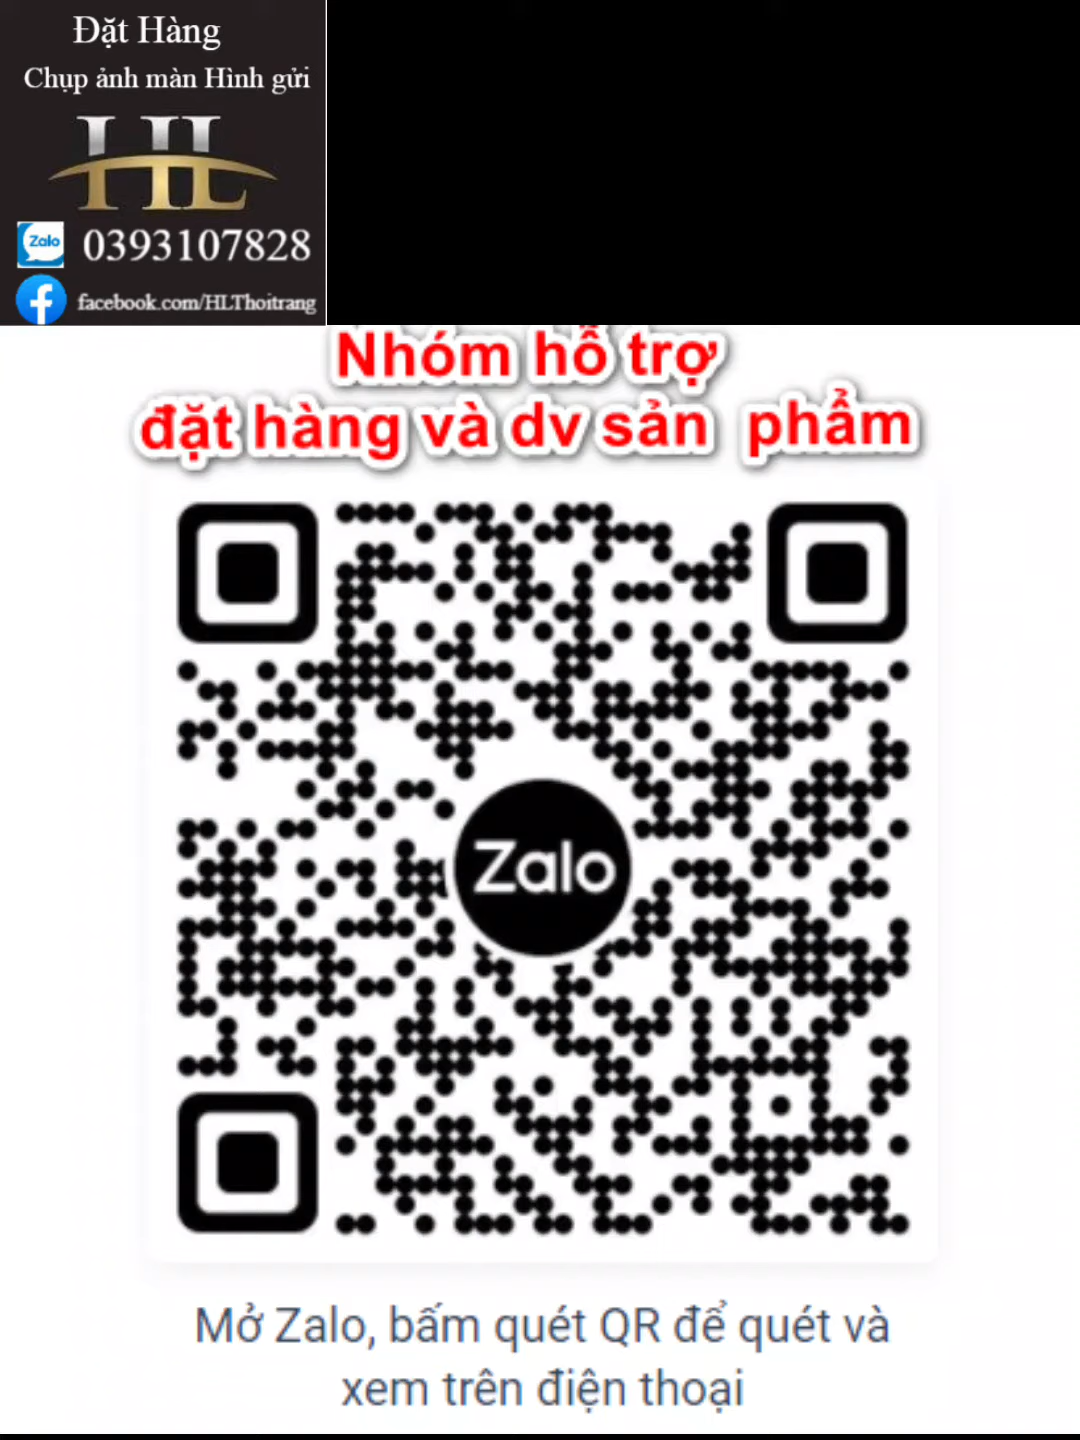 Đặt Hàng
Chụp ảnh màn Hình gửi
HL
Zalo 0393107828
facebook.com/HLThoitrang
Nhóm hỗ trợ
đặt hàng và dv sản phẩm
Zalo
Mở Zalo, bấm quét QR để quét và
xem trên điện thoại